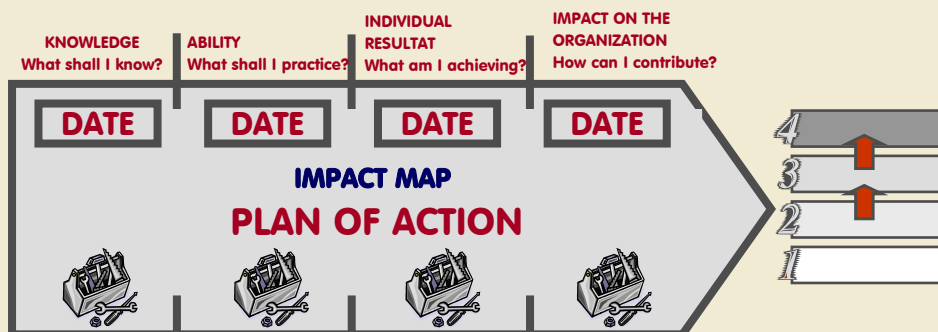 KNOWLEDGE
What shall I know?
ABILITY
What shall I practice?
INDIVIDUAL
RESULTAT
What am I achieving?
IMPACT ON THE
ORGANIZATION
How can I contribute?
DATE
DATE
DATE
DATE
IMPACT MAP
PLAN OF ACTION
4
3
2
1